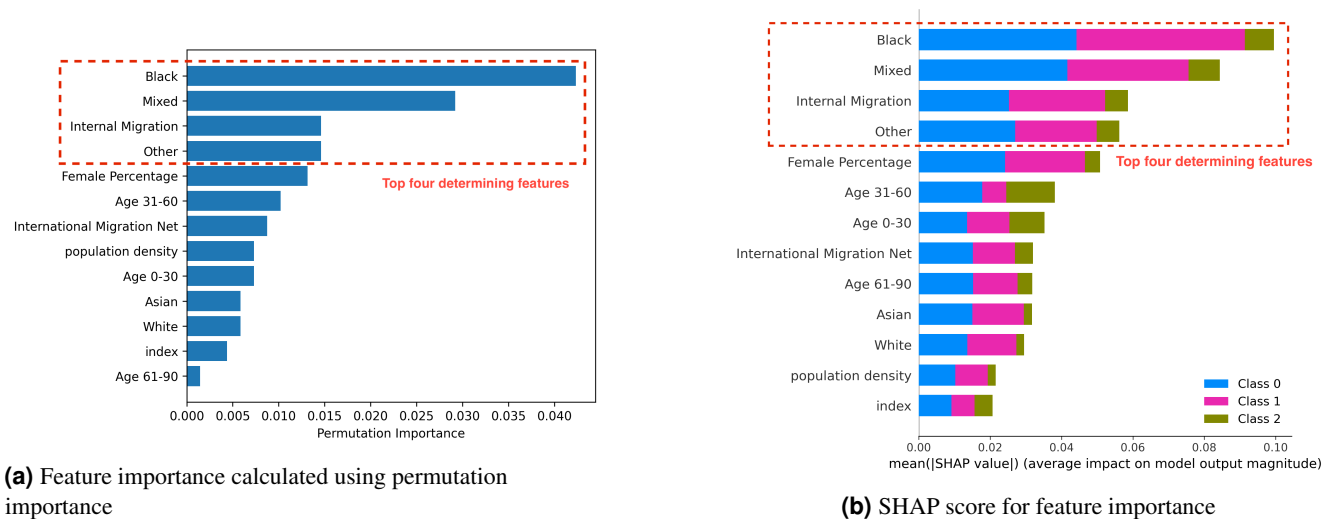 Black
Mixed
Internal Migration
Other
Female Percentage
Age 31-60
International Migration Net
population density
Age 0-30
Asian
White
index
Age 61-90
Top four determining features
0.000 0.005 0.010 0.015 0.020 0.025 0.030 0.035 0.040
Permutation Importance
(a) Feature importance calculated using permutation
importance
Black
Mixed
Internal Migration
Other
Female Percentage
Age 31-60
Age 0-30
International Migration Net
Age 61-90
Asian
White
population density
index
Top four determining features
Class 0
Class 1
Class 2
0.00 0.02 0.04 0.06 0.08 0.10
mean(|SHAP value|) (average impact on model output magnitude)
(b) SHAP score for feature importance